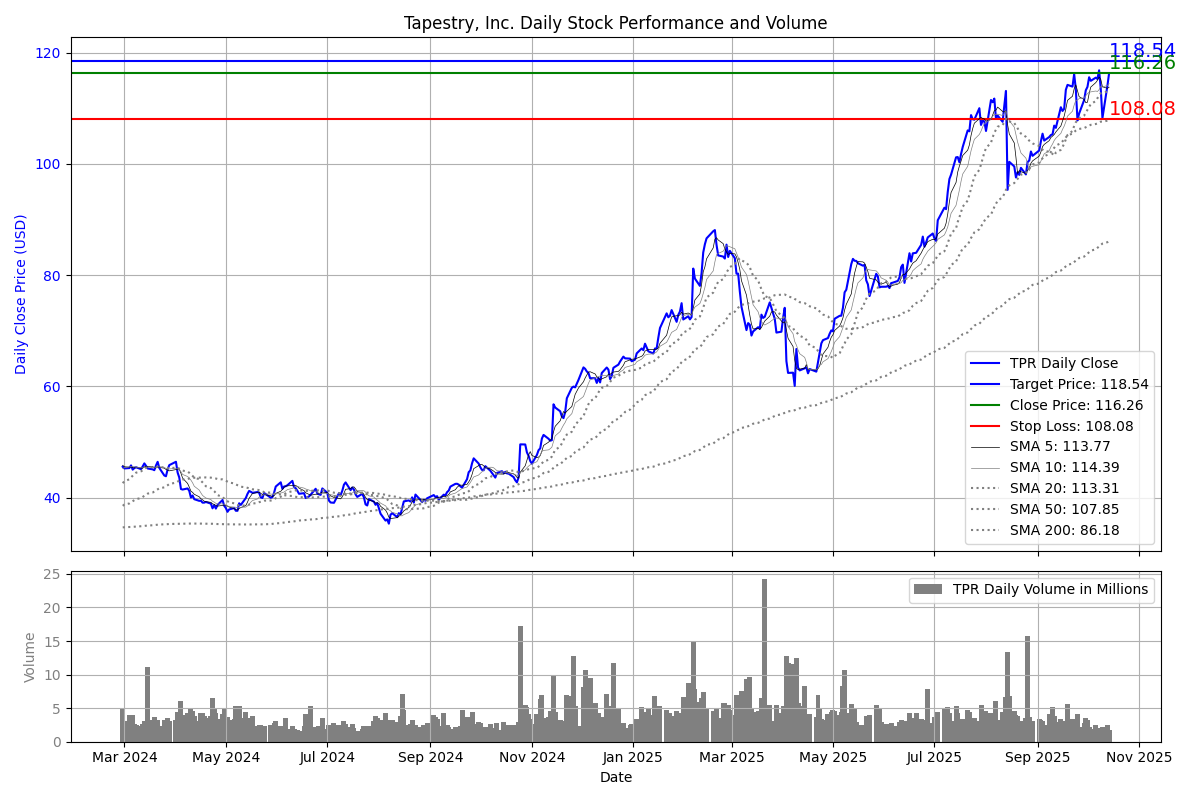 Tapestry, Inc. Daily Stock Performance and Volume
120
100
80
60
40
Daily Close Price (USD)
118.54
116.26
108.08
TPR Daily Close
Target Price: 118.54
Close Price: 116.26
Stop Loss: 108.08
SMA 5: 113.77
SMA 10: 114.39
SMA 20: 113.31
SMA 50: 107.85
SMA 200: 86.18
25
20
15
10
5
0
Volume
TPR Daily Volume in Millions
Mar 2024 May 2024 Jul 2024 Sep 2024 Nov 2024 Jan 2025 Mar 2025 May 2025 Jul 2025 Sep 2025 Nov 2025
Date